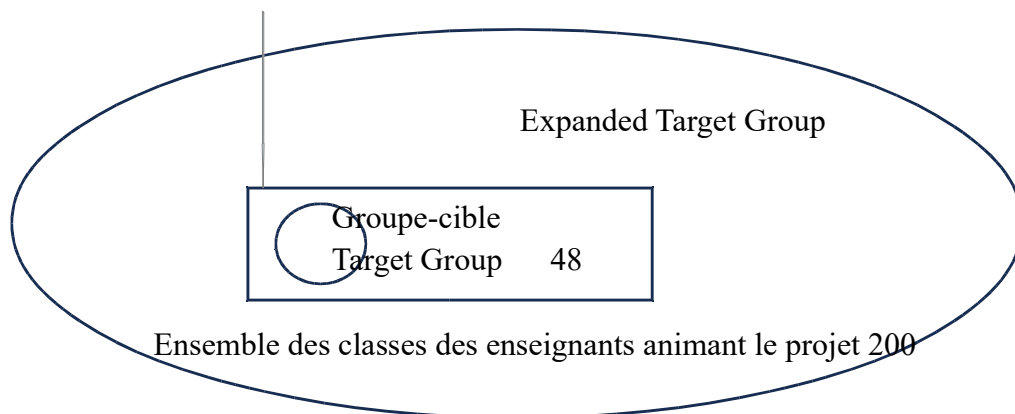 Expanded Target Group
Groupe-cible
Target Group 48
Ensemble des classes des enseignants animant le projet 200